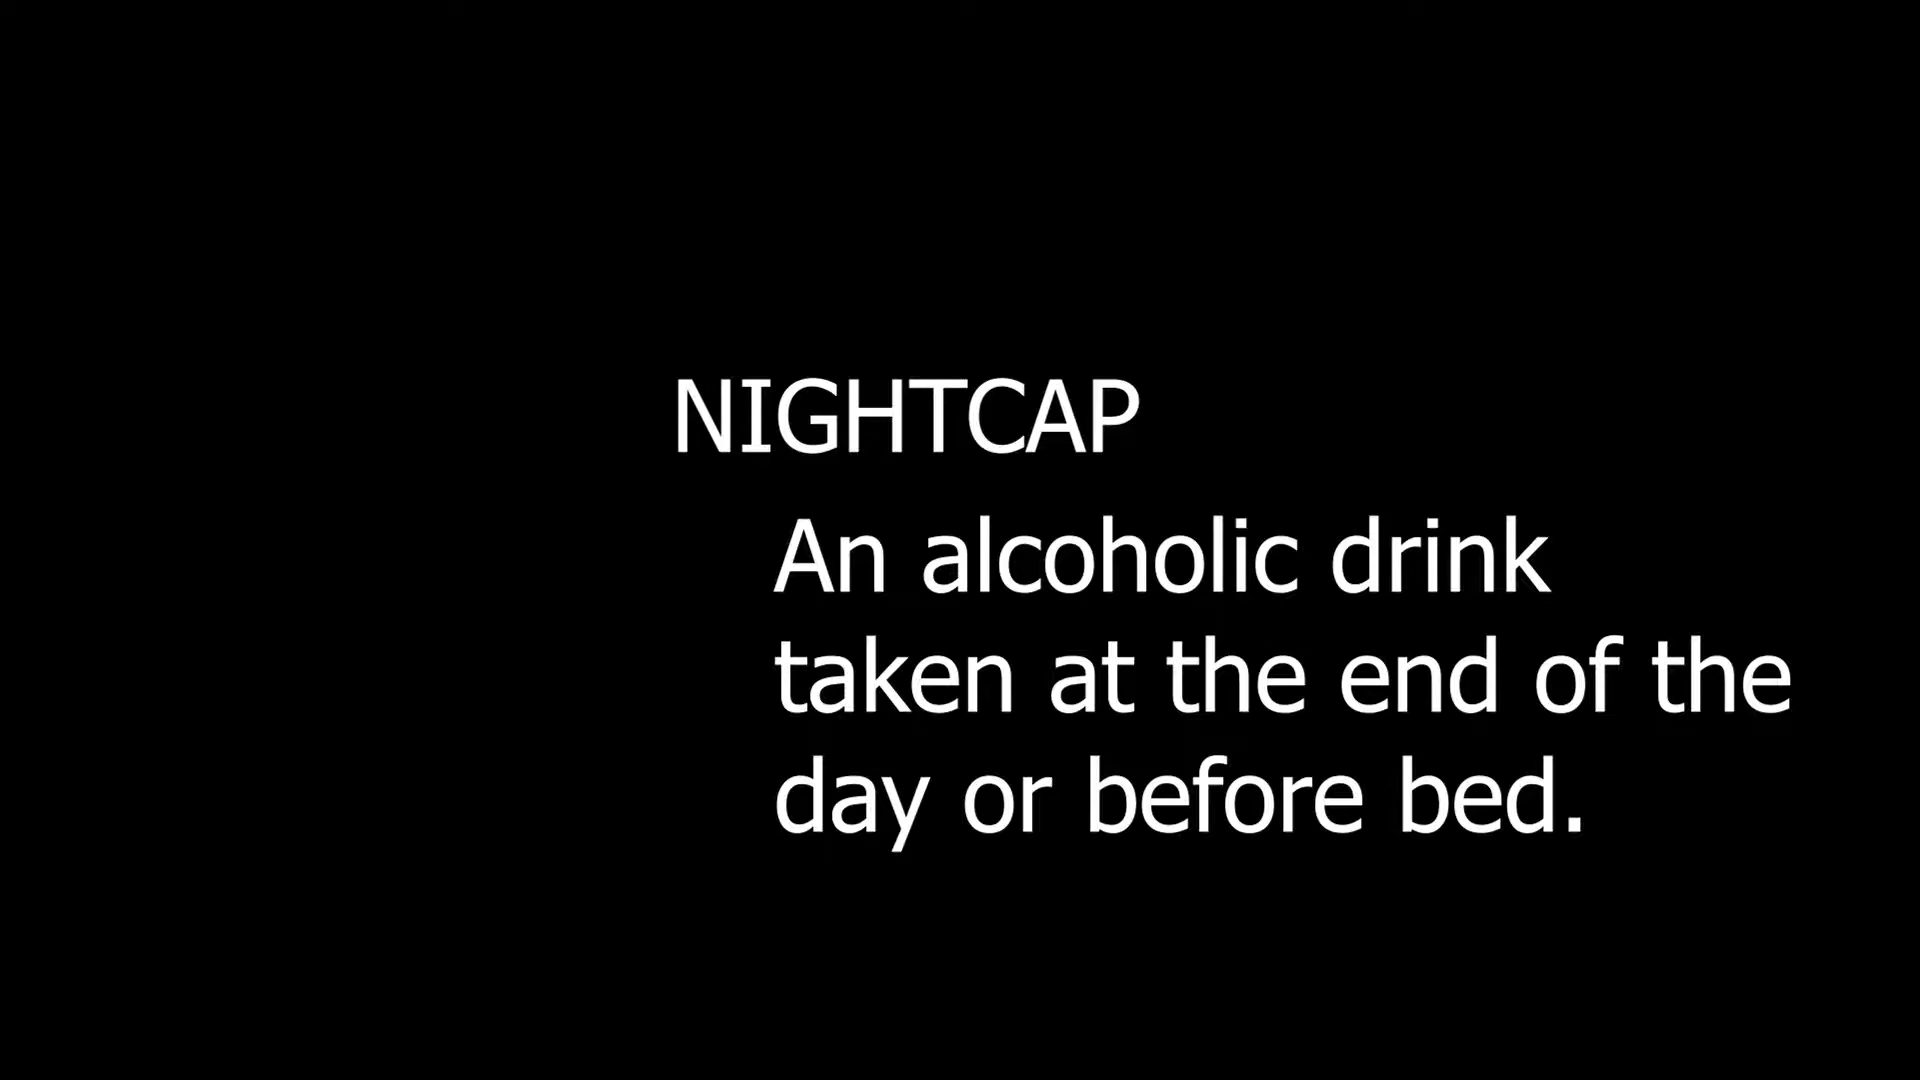 NIGHTCAP
An alcoholic drink
taken at the end of the
day or before bed.